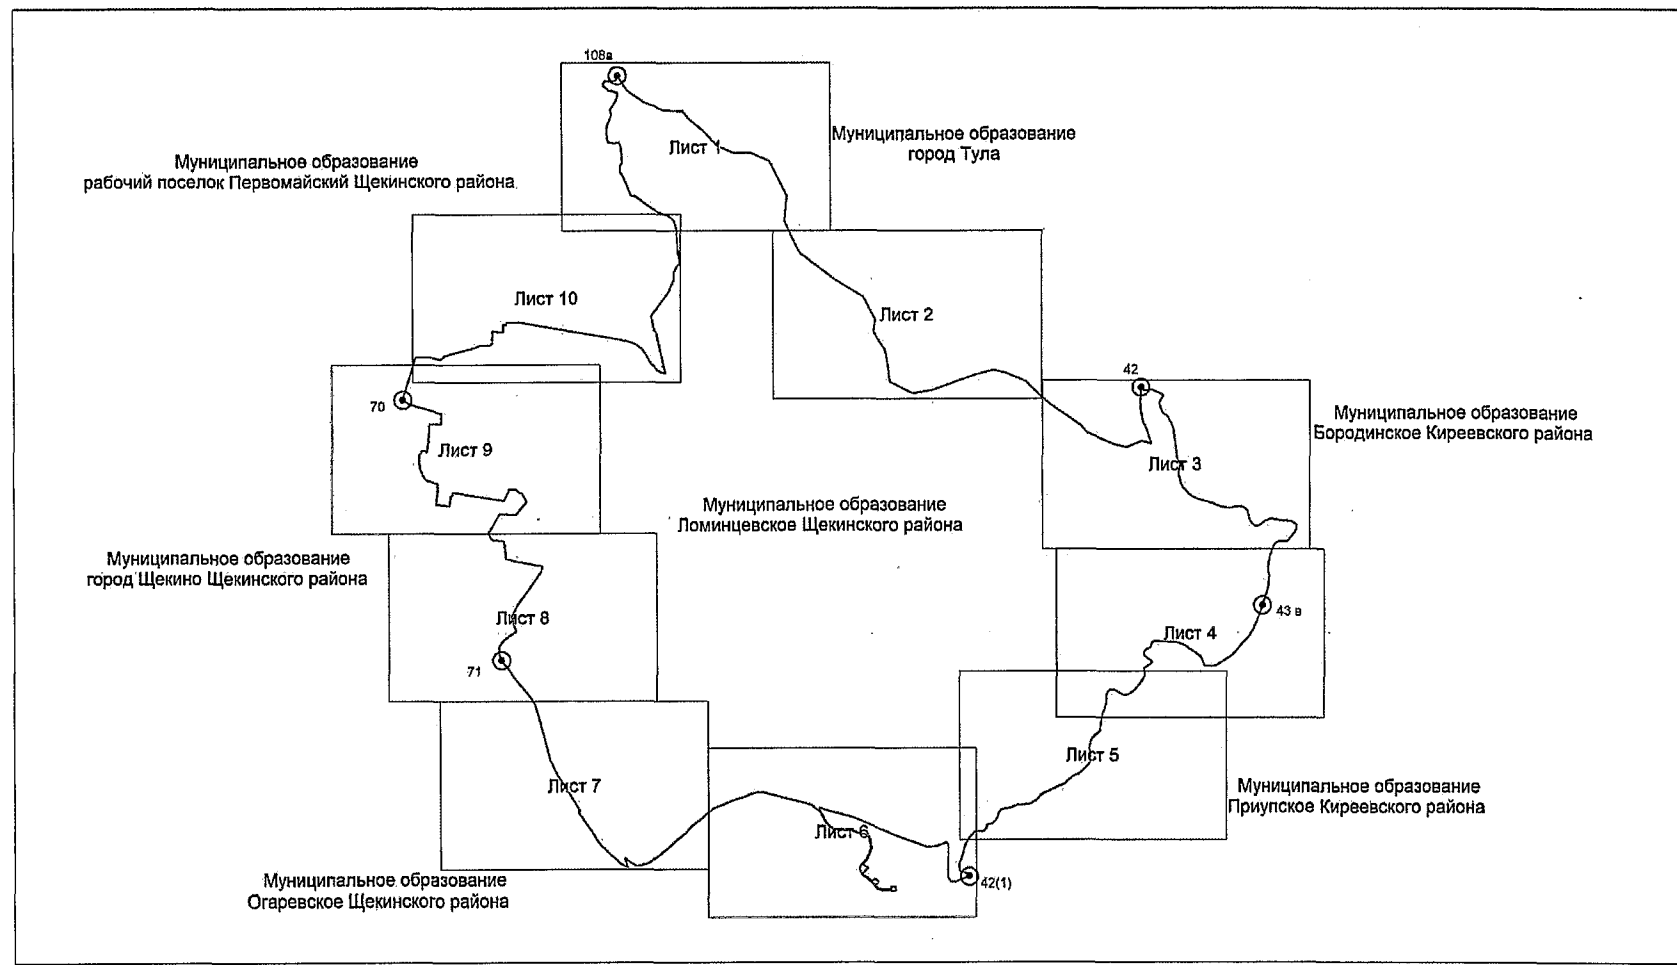 108а
Муниципальное образование
город Тула
Лист 1
Муниципальное образование
рабочий поселок Первомайский Щекинского района
Лист 10
Лист 2
42
70
Муниципальное образование
Бородинское Киреевского района
Лист 9
Лист 3
Муниципальное образование
Ломинцевское Щекинского района
Муниципальное образование
город Щекино Щекинского района
43 в
Лист 8
Лист 4
71
Лист 5
Лист 7
Муниципальное образование
Приупское Киреевского района
Лист 6
Муниципальное образование
Огаревское Щекинского района
42(1)